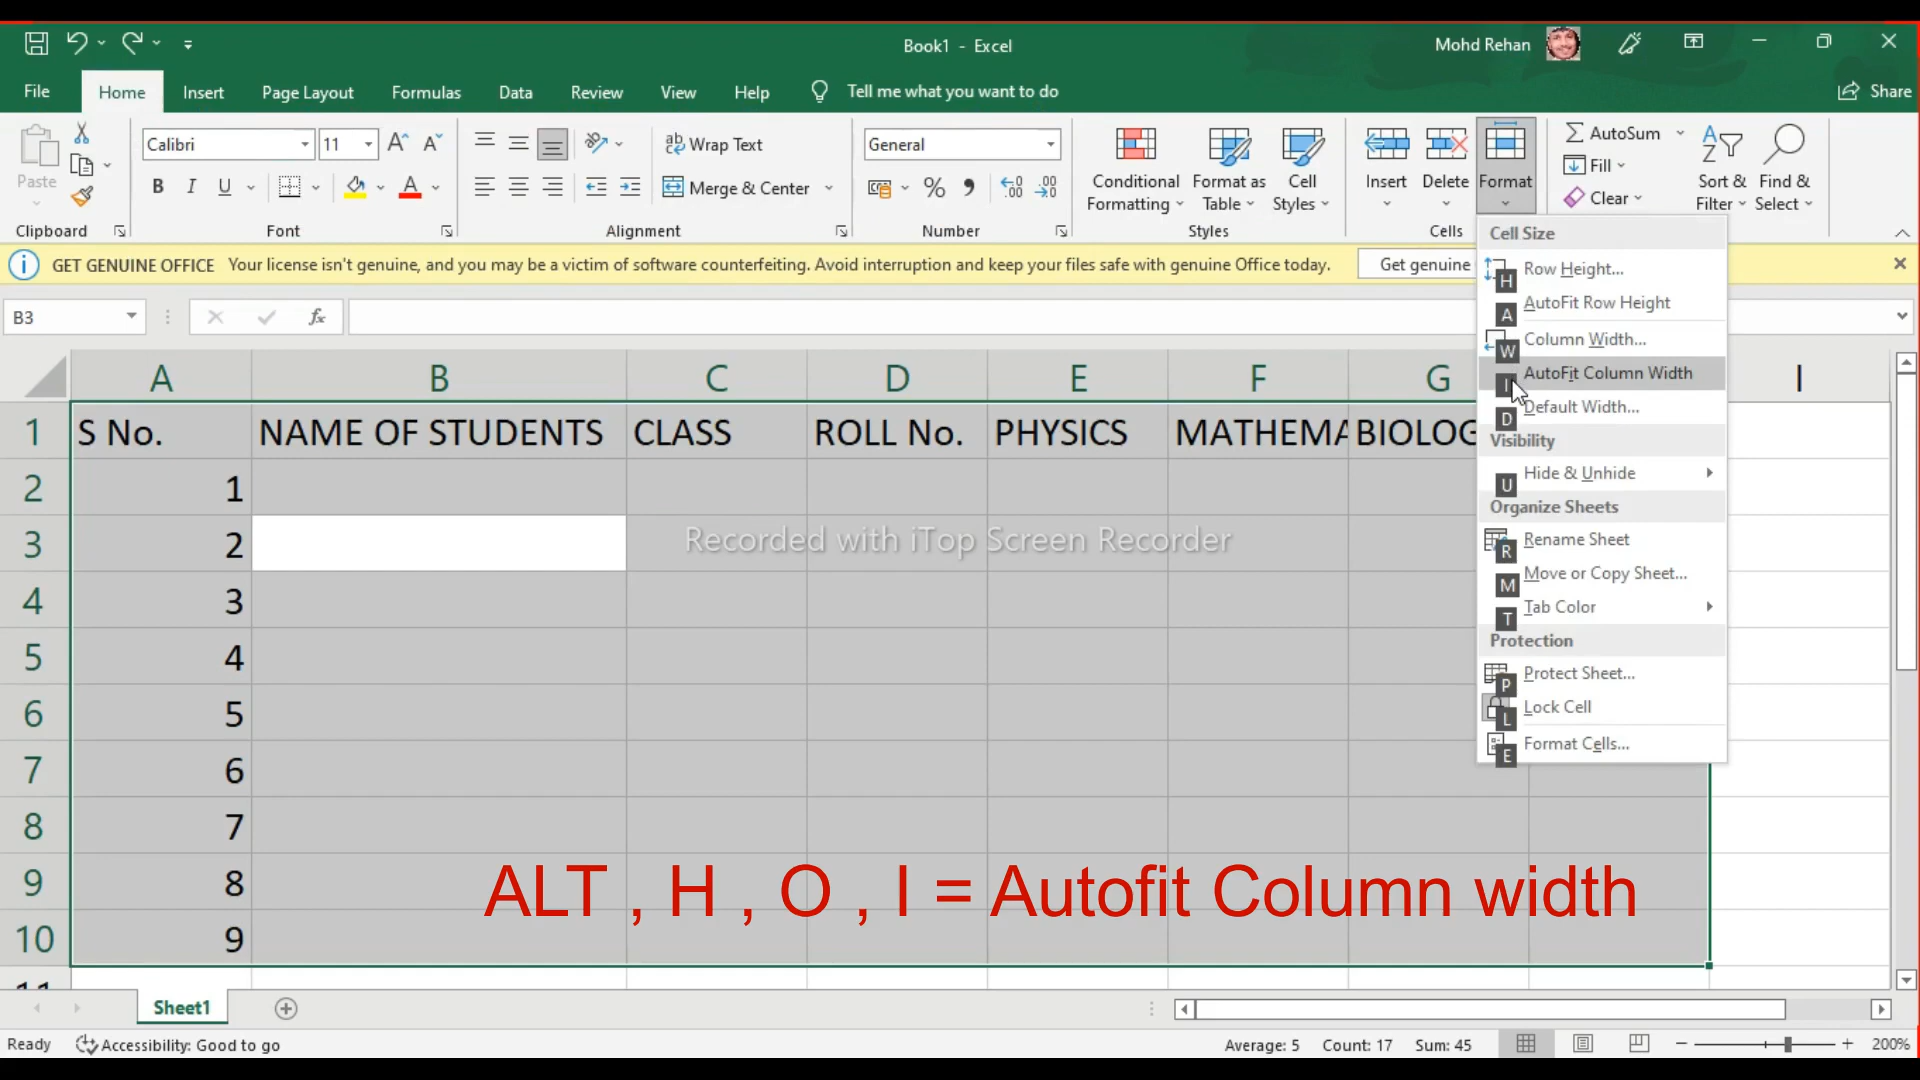 Book1 - Excel
Mohd Rehan
File Home Insert Page Layout Formulas Data Review View Help Tell me what you want to do Share
Paste
Calibri 11
B I U A
Wrap Text
Merge & Center
General
Conditional Formatting
Format as Table
Cell Styles
Insert Delete Format
AutoSum
Fill
Clear
Sort & Filter
Find & Select
Clipboard Font Alignment Number Styles Cells
GET GENUINE OFFICE Your license isn't genuine, and you may be a victim of software counterfeiting. Avoid interruption and keep your files safe with genuine Office today. Get genuine
B3 fx
Cell Size
H Row Height...
A AutoFit Row Height
W Column Width...
I AutoFit Column Width
D Default Width...
Visibility
U Hide & Unhide
Organize Sheets
R Rename Sheet
M Move or Copy Sheet...
T Tab Color
Protection
P Protect Sheet...
L Lock Cell
E Format Cells...
A B C D E F G I
1 S No. NAME OF STUDENTS CLASS ROLL No. PHYSICS MATHEMA BIOLOG
2 1
3 2
4 3
5 4
6 5
7 6
8 7
9 8
10 9
11
Recorded with iTop Screen Recorder
ALT , H , O , I = Autofit Column width
Sheet1
Ready Accessibility: Good to go Average: 5 Count: 17 Sum: 45 200%